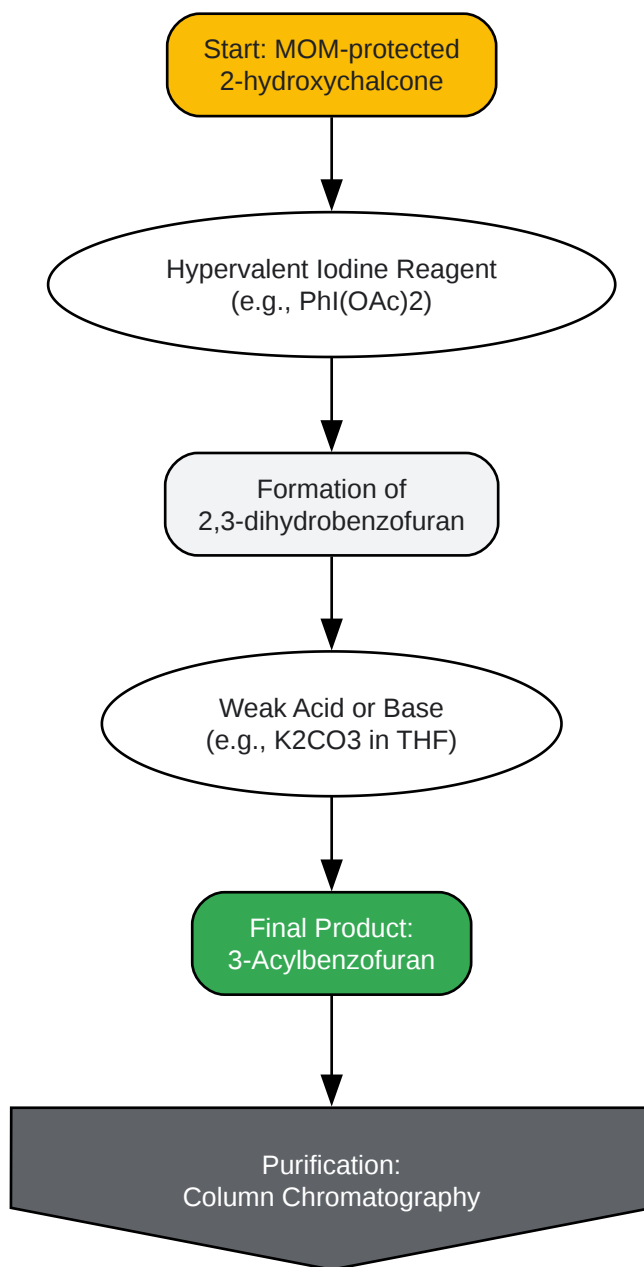 Start: MOM-protected
2-hydroxychalcone
Hypervalent Iodine Reagent
(e.g., PhI(OAc)2)
Formation of
2,3-dihydrobenzofuran
Weak Acid or Base
(e.g., K2CO3 in THF)
Final Product:
3-Acylbenzofuran
Purification:
Column Chromatography